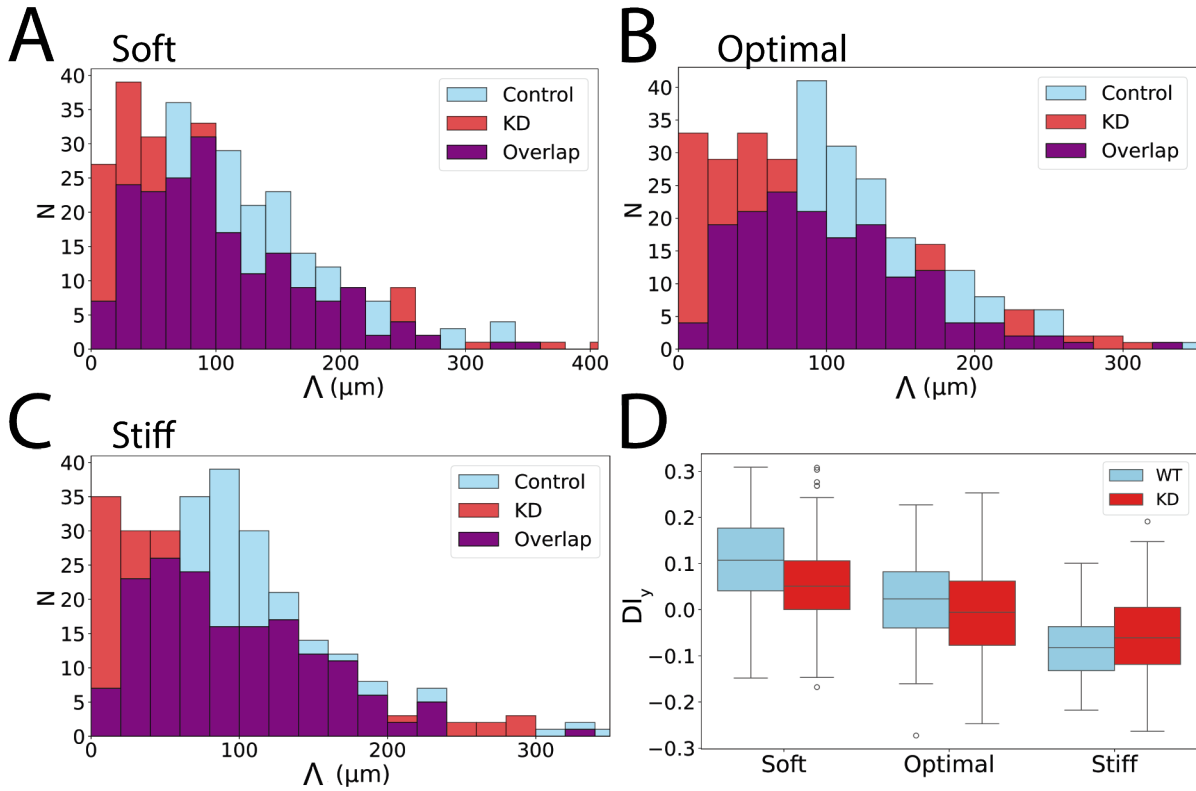 A Soft
40
35
30
25
20
15
10
5
0
N
0 100 200 300 400
Λ (μm)
Control
KD
Overlap
B Optimal
40
35
30
25
20
15
10
5
0
N
0 100 200 300
Λ (μm)
Control
KD
Overlap
C Stiff
40
35
30
25
20
15
10
5
0
N
0 100 200 300
Λ (μm)
Control
KD
Overlap
D
0.3
0.2
0.1
0.0
−0.1
−0.2
−0.3
DIy
Soft Optimal Stiff
WT
KD